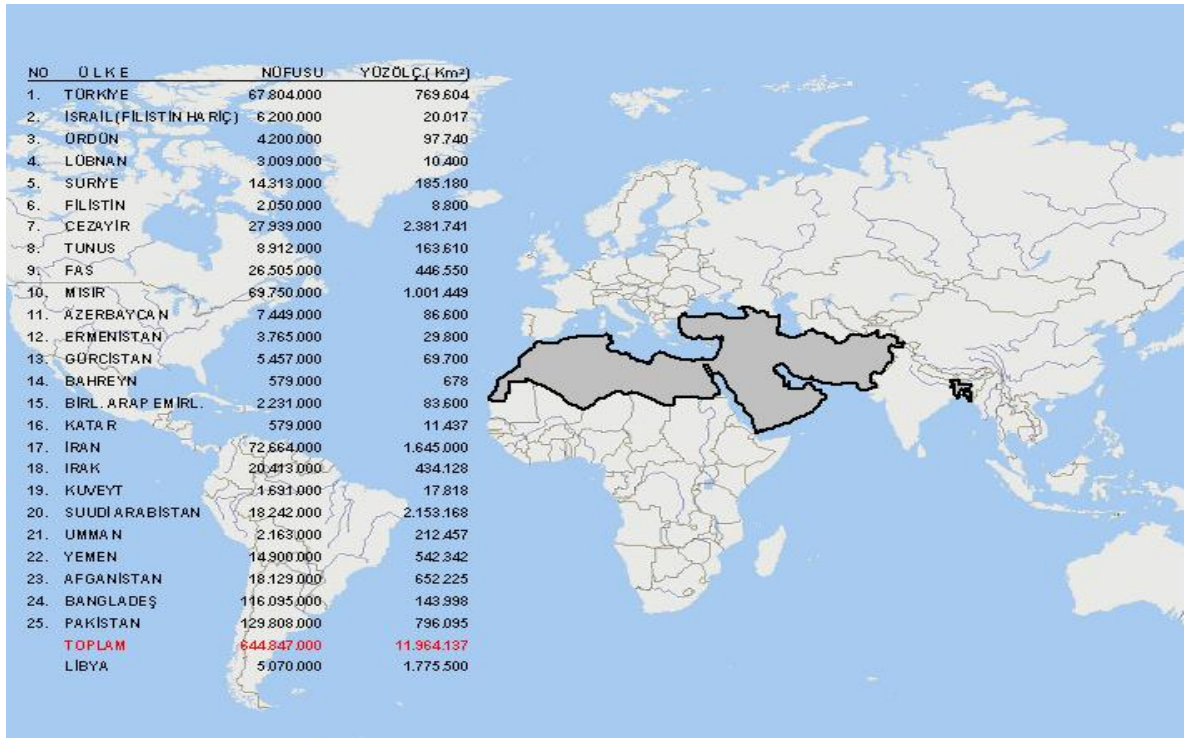 NO ÜLKE NÜFUSU YÜZÖLÇ.(Km²)
1. TÜRKİYE 67.804.000 769.604
2. İSRAİL(FİLİSTİN HARİÇ) 6.200.000 20.017
3. ÜRDÜN 4.200.000 97.740
4. LÜBNAN 3.009.000 10.400
5. SURİYE 14.313.000 185.180
6. FİLİSTİN 2.050.000 8.800
7. CEZAYİR 27.939.000 2.381.741
8. TUNUS 8.912.000 163.610
9. FAS 26.505.000 446.550
10. MISIR 69.750.000 1.001.449
11. AZERBAYCAN 7.449.000 86.600
12. ERMENİSTAN 3.765.000 29.800
13. GÜRCİSTAN 5.457.000 69.700
14. BAHREYN 579.000 678
15. BİRL. ARAP EMİRL. 2.231.000 83.600
16. KATAR 579.000 11.437
17. İRAN 72.664.000 1.645.000
18. IRAK 20.413.000 434.128
19. KUVEYT 1.691.000 17.818
20. SUUDİ ARABİSTAN 18.242.000 2.153.168
21. UMMAN 2.163.000 212.457
22. YEMEN 14.900.000 542.342
23. AFGANİSTAN 18.129.000 652.225
24. BANGLADEŞ 116.095.000 143.998
25. PAKİSTAN 129.808.000 796.095
TOPLAM 644.847.000 11.964.137
LİBYA 5.070.000 1.775.500